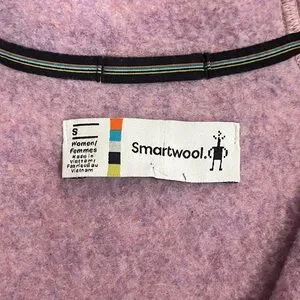 S
Women/
Femmes
Made in
Vietnam/
Fabriqué au
Vietnam
Smartwool.